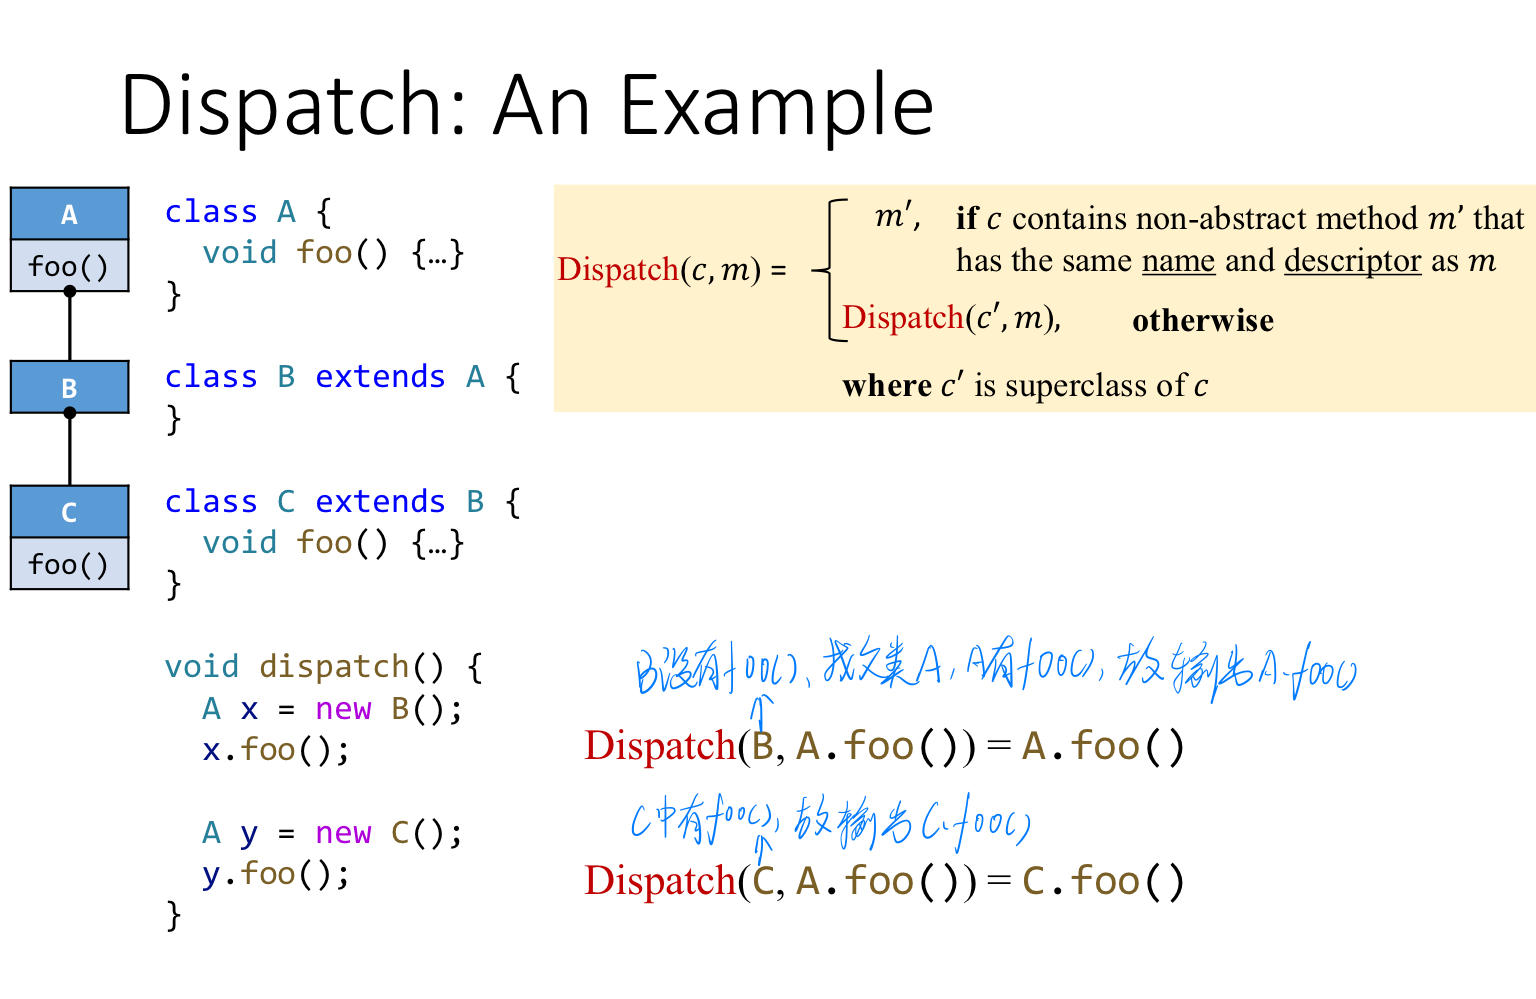 Dispatch: An Example
A
foo()
B
C
foo()
class A {
void foo() {…}
}
class B extends A {
}
class C extends B {
void foo() {…}
}
void dispatch() {
A x = new B();
x.foo();
A y = new C();
y.foo();
}
Dispatch(c, m) =
m′, if c contains non-abstract method m’ that
has the same name and descriptor as m
Dispatch(c′, m), otherwise
where c′ is superclass of c
B没有foo()、找父类A, A有foo(), 故输出A.foo()
Dispatch(B, A.foo()) = A.foo()
C中有foo(), 故输出C.foo()
Dispatch(C, A.foo()) = C.foo()